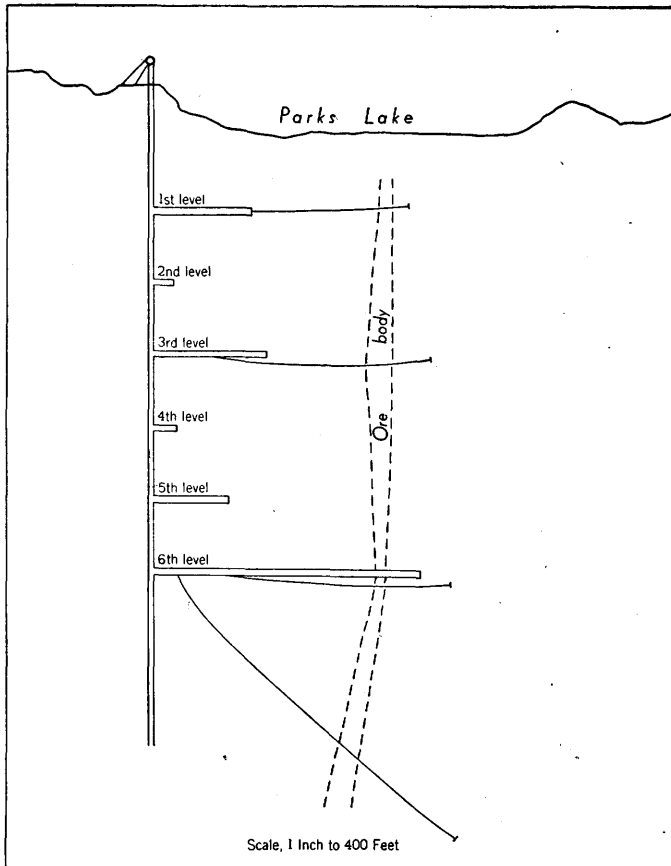 Parks Lake
1st level
2nd level
3rd level
body
4th level
Ore
5th level
6th level
Scale, 1 Inch to 400 Feet